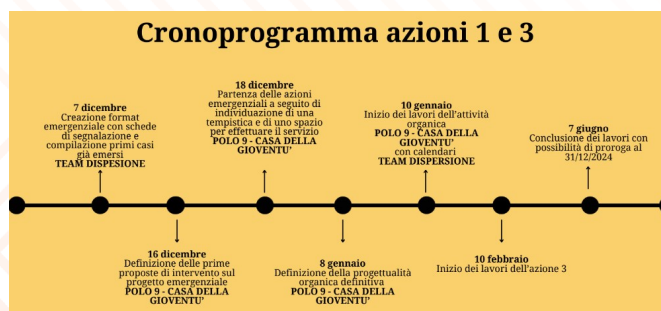 Cronoprogramma azioni 1 e 3
7 dicembre
Creazione format
emergenziale con schede
di segnalazione e
compilazione primi casi
già emersi
TEAM DISPESIONE
16 dicembre
Definizione delle prime
proposte di intervento sul
progetto emergenziale
POLO 9 - CASA DELLA
GIOVENTU'
18 dicembre
Partenza delle azioni
emergenziali a seguito di
individuazione di una
tempistica e di uno spazio
per effettuare il servizio
POLO 9 - CASA DELLA
GIOVENTU'
8 gennaio
Definizione della progettualità
organica definitiva
POLO 9 - CASA DELLA
GIOVENTU'
10 gennaio
Inizio dei lavori dell'attività
organica
POLO 9 - CASA DELLA
GIOVENTU'
con calendari
TEAM DISPERSIONE
10 febbraio
Inizio dei lavori dell'azione 3
7 giugno
Conclusione dei lavori con
possibilità di proroga al
31/12/2024